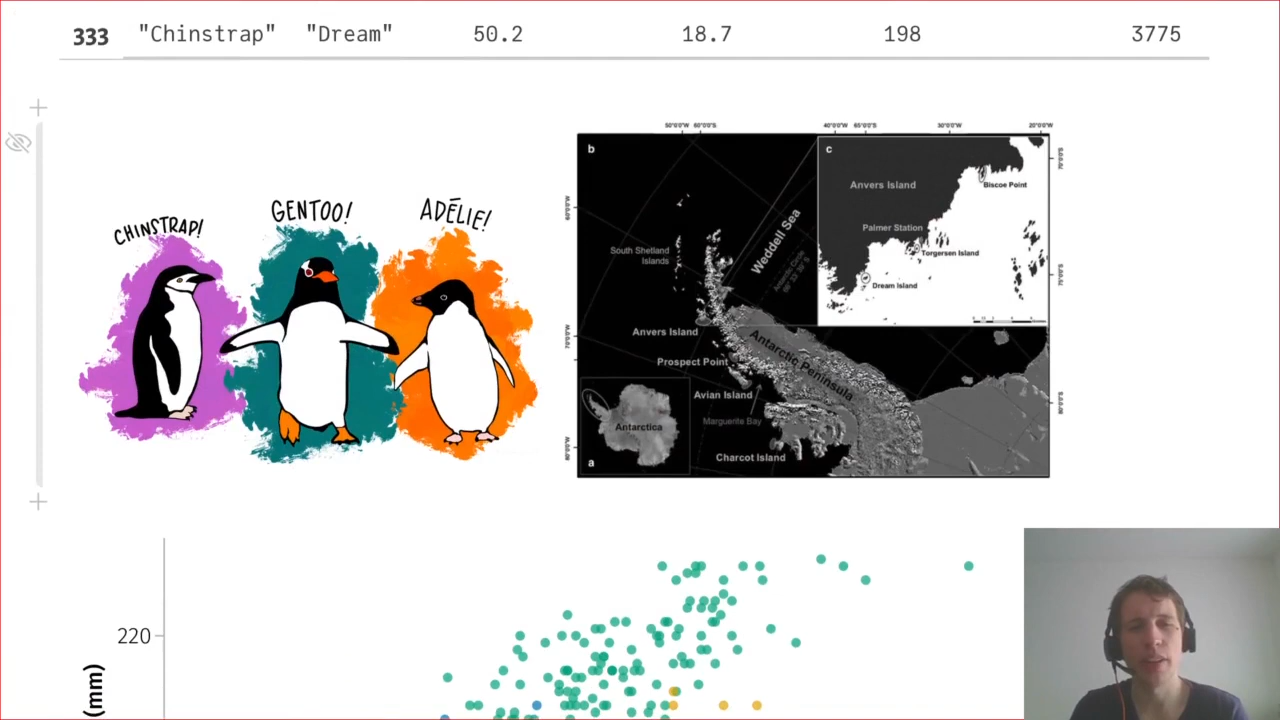 333 "Chinstrap" "Dream" 50.2 18.7 198 3775
CHINSTRAP!
GENTOO!
ADÉLIE!
50°0'0"W 60°0'0"S 40°0'0"W 65°0'0"S 30°0'0"W 20°0'0"W
b
c
Anvers Island
Biscoe Point
Palmer Station
Torgersen Island
Dream Island
South Shetland
Islands
Weddell Sea
Anvers Island
Prospect Point
Antarctic Peninsula
Avian Island
Marguerite Bay
Antarctica
Charcot Island
a
220
(mm)